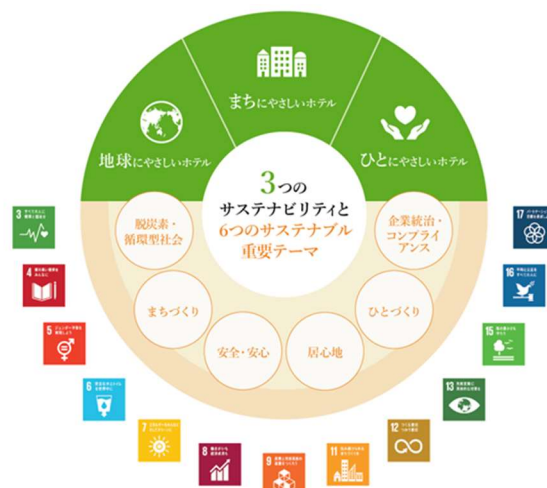 まちにやさしいホテル
地球にやさしいホテル
ひとにやさしいホテル
3つの
サステナビリティと
6つのサステナブル
重要テーマ
脱炭素・
循環型社会
企業統治・
コンプライ
アンス
まちづくり
ひとづくり
安全・安心
居心地
3
17
4
16
5
15
6
13
7
12
8
11
9